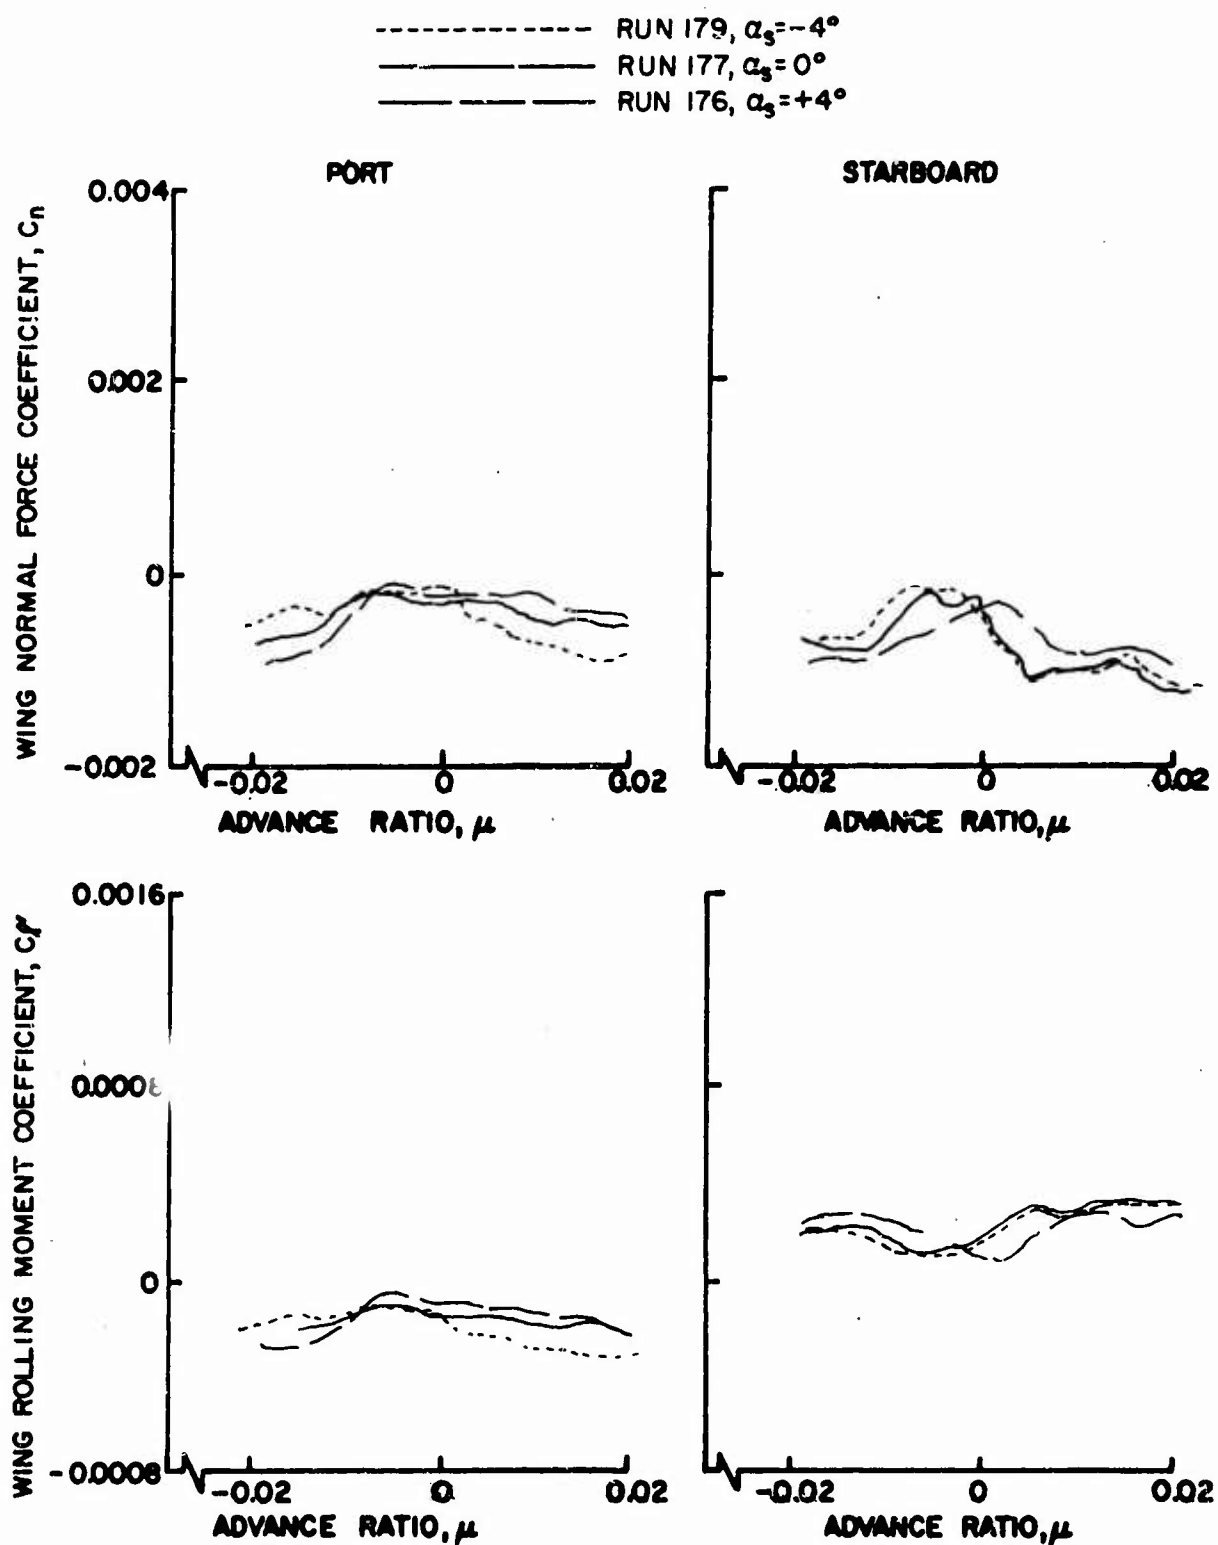 RUN 179, αs=-4°
RUN 177, αs=0°
RUN 176, αs=+4°
PORT
STARBOARD
WING NORMAL FORCE COEFFICIENT, Cn
0.004
0.002
0
-0.002
-0.02 0 0.02
-0.02 0 0.02
ADVANCE RATIO, μ
ADVANCE RATIO, μ
WING ROLLING MOMENT COEFFICIENT, Cℓ
0.0016
0.0008
0
-0.0008
-0.02 0 0.02
-0.02 0 0.02
ADVANCE RATIO, μ
ADVANCE RATIO, μ